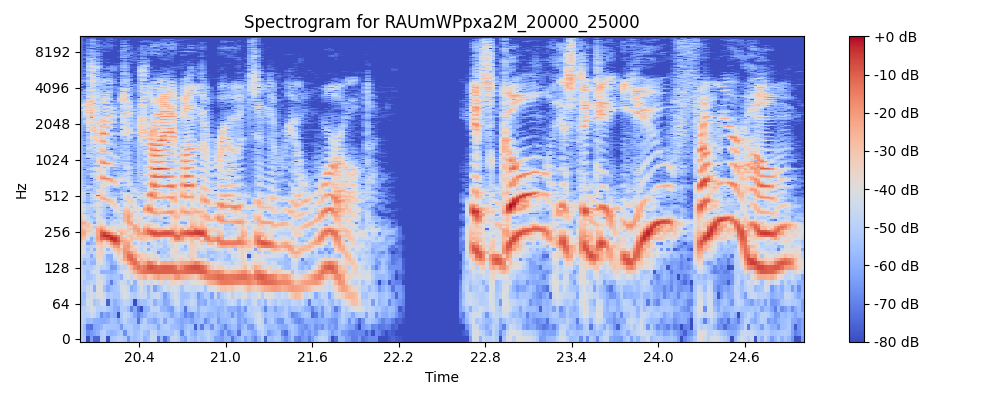 Spectrogram for RAUmWPpxa2M_20000_25000
8192
4096
2048
1024
512
256
128
64
0
Hz
20.4 21.0 21.6 22.2 22.8 23.4 24.0 24.6
Time
+0 dB
-10 dB
-20 dB
-30 dB
-40 dB
-50 dB
-60 dB
-70 dB
-80 dB